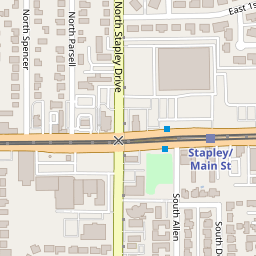 North Spencer
North Parsell
North Stapley Drive
East 1s
Stapley/
Main St
South Allen
South D